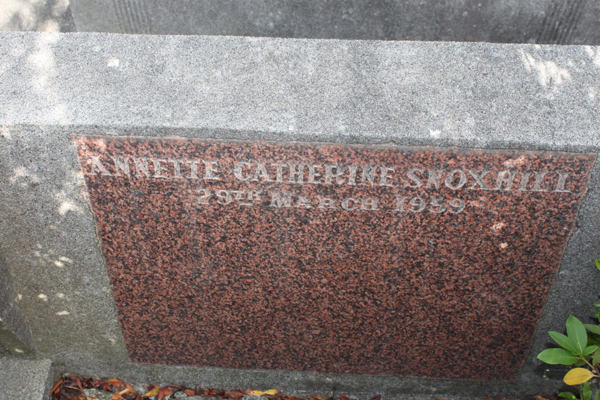 ANNETTE CATHERINE SNOXHILL
29TH MARCH 1959